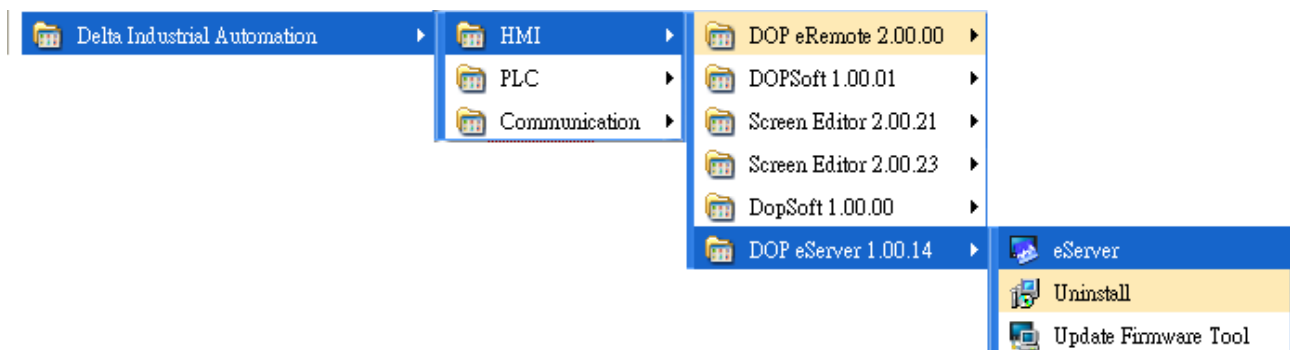 Delta Industrial Automation
HMI
PLC
Communication
DOP eRemote 2.00.00
DOPSoft 1.00.01
Screen Editor 2.00.21
Screen Editor 2.00.23
DopSoft 1.00.00
DOP eServer 1.00.14
eServer
Uninstall
Update Firmware Tool